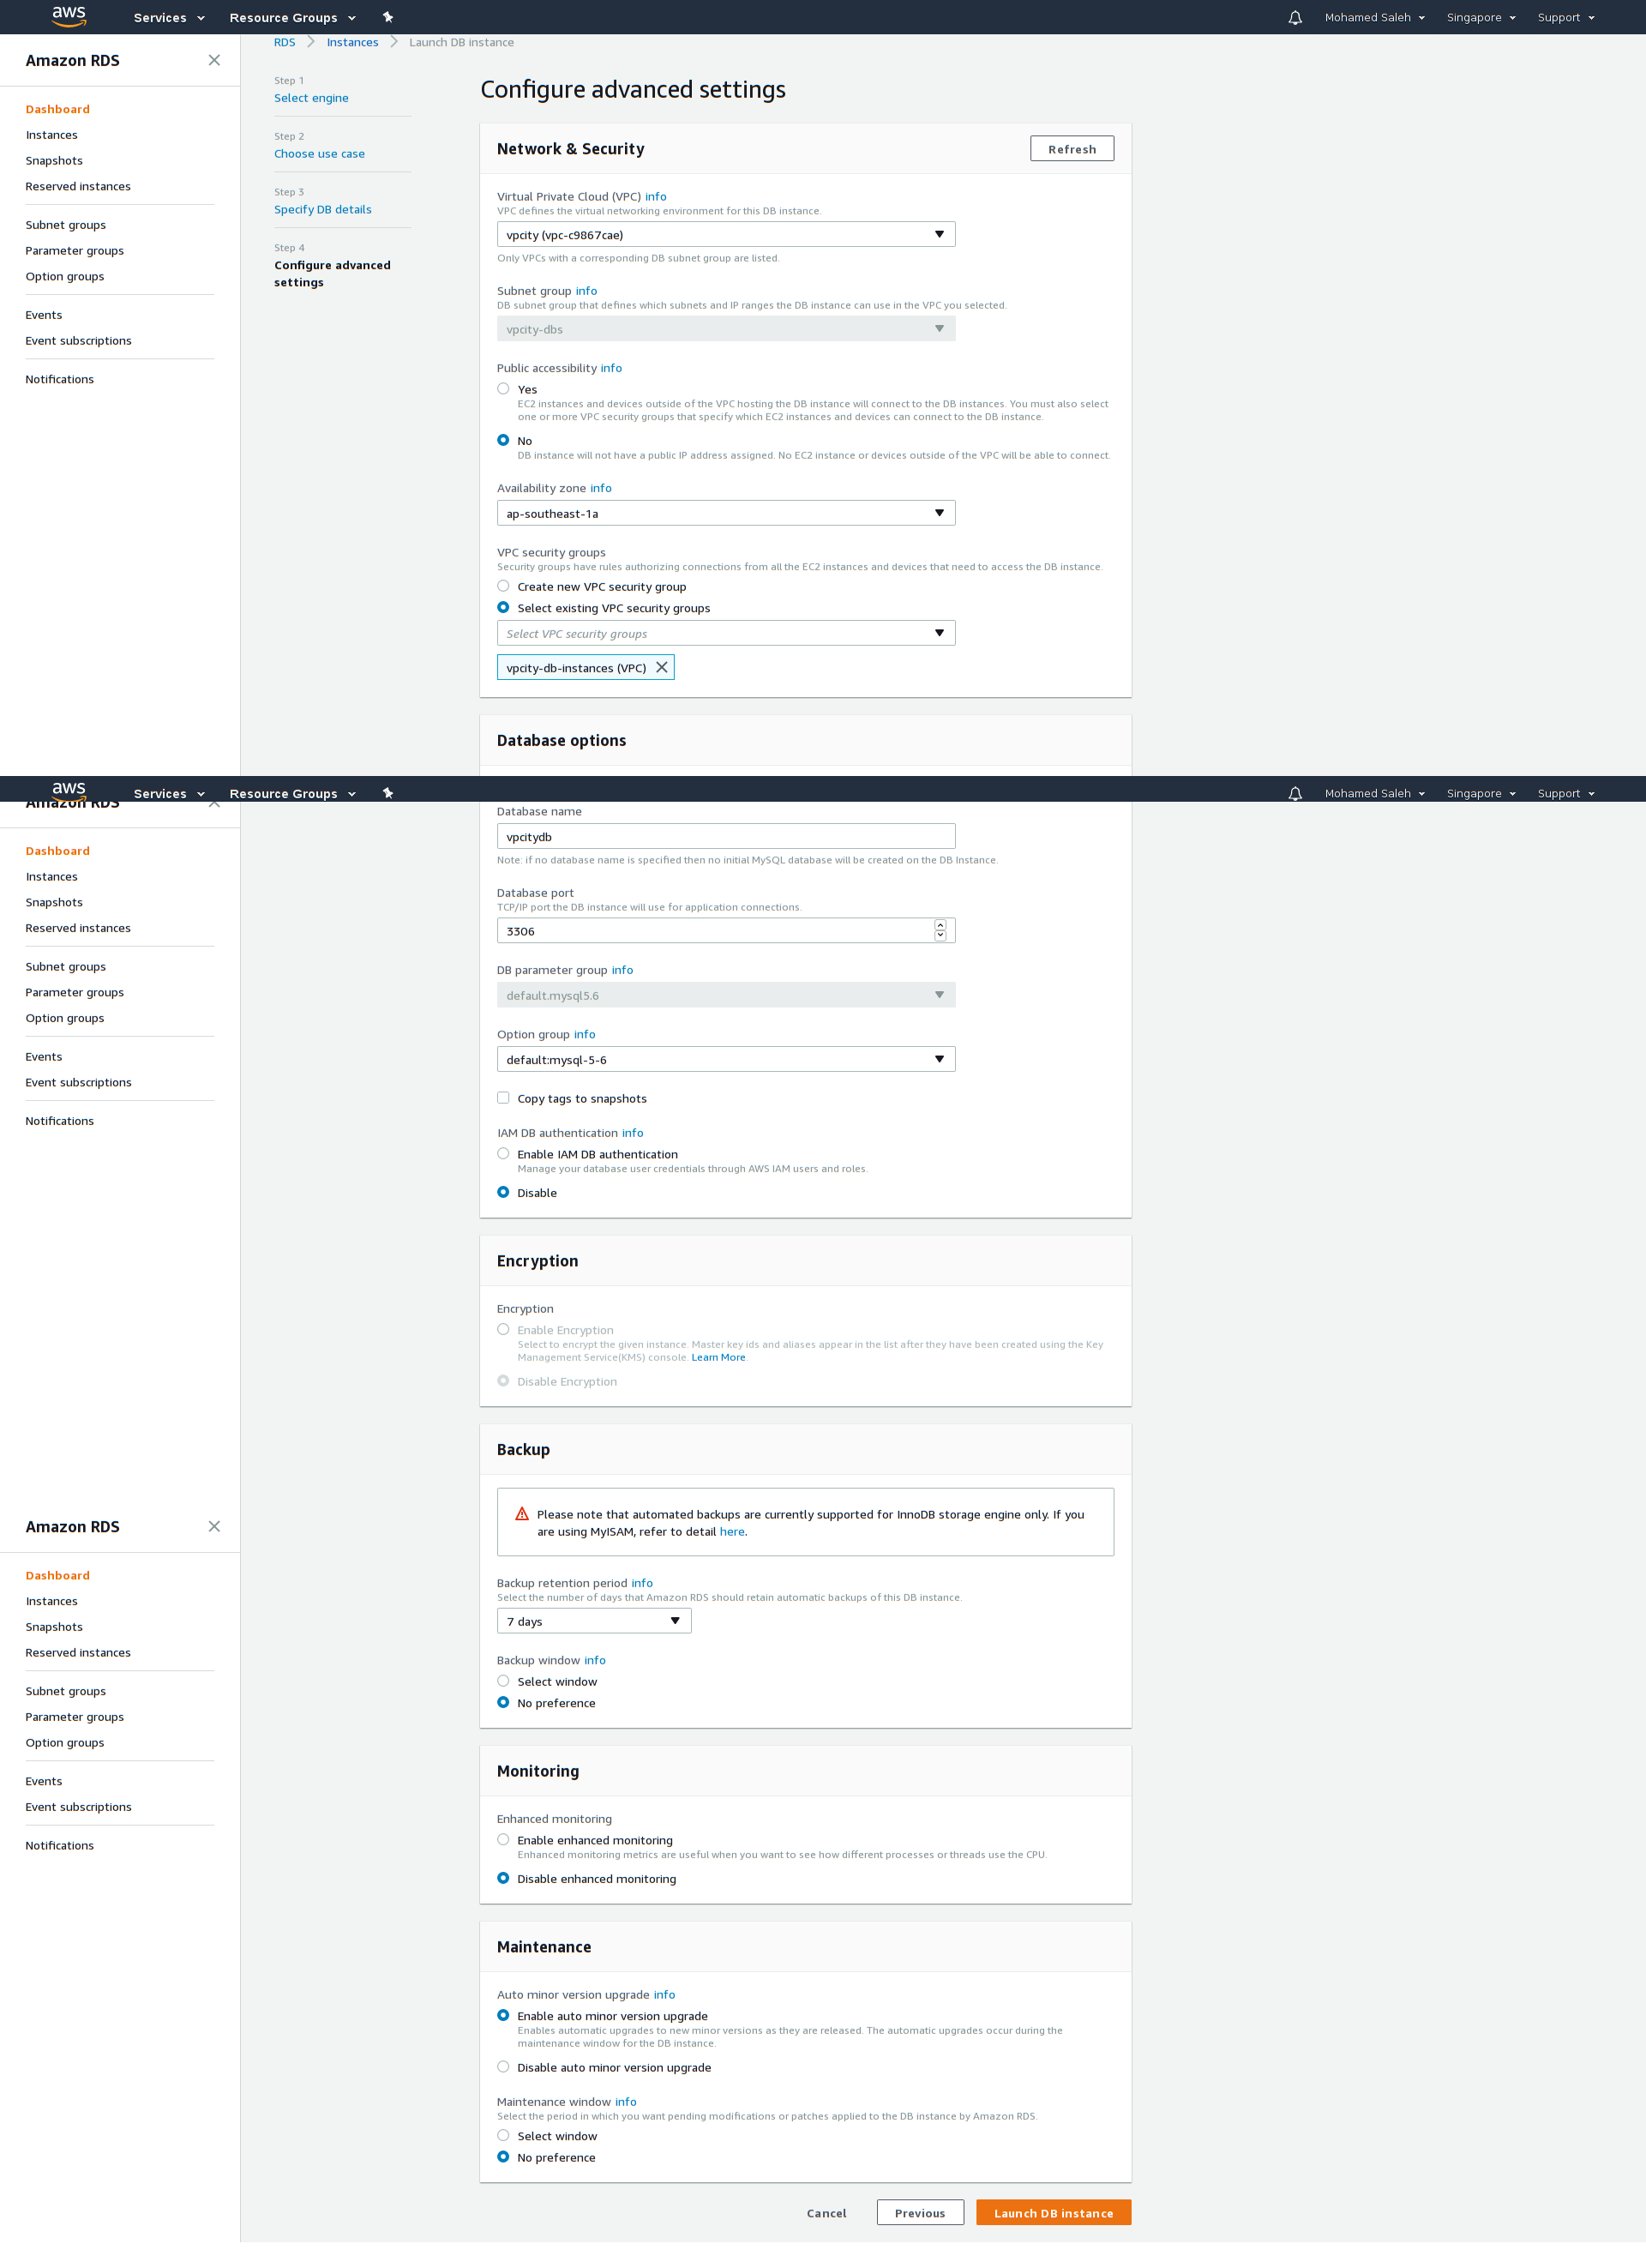 aws Services Resource Groups Mohamed Saleh Singapore Support
Amazon RDS
Dashboard
Instances
Snapshots
Reserved instances
Subnet groups
Parameter groups
Option groups
Events
Event subscriptions
Notifications
RDS Instances Launch DB instance
Step 1
Select engine
Step 2
Choose use case
Step 3
Specify DB details
Step 4
Configure advanced
settings
Configure advanced settings
Network & Security Refresh
Virtual Private Cloud (VPC) info
VPC defines the virtual networking environment for this DB instance.
vpcity (vpc-c9867cae)
Only VPCs with a corresponding DB subnet group are listed.
Subnet group info
DB subnet group that defines which subnets and IP ranges the DB instance can use in the VPC you selected.
vpcity-dbs
Public accessibility info
Yes
EC2 instances and devices outside of the VPC hosting the DB instance will connect to the DB instances. You must also select
one or more VPC security groups that specify which EC2 instances and devices can connect to the DB instance.
No
DB instance will not have a public IP address assigned. No EC2 instance or devices outside of the VPC will be able to connect.
Availability zone info
ap-southeast-1a
VPC security groups
Security groups have rules authorizing connections from all the EC2 instances and devices that need to access the DB instance.
Create new VPC security group
Select existing VPC security groups
Select VPC security groups
vpcity-db-instances (VPC)
Database options
aws Services Resource Groups Mohamed Saleh Singapore Support
Amazon RDS
Dashboard
Instances
Snapshots
Reserved instances
Subnet groups
Parameter groups
Option groups
Events
Event subscriptions
Notifications
Database name
vpcitydb
Note: if no database name is specified then no initial MySQL database will be created on the DB Instance.
Database port
TCP/IP port the DB instance will use for application connections.
3306
DB parameter group info
default.mysql5.6
Option group info
default:mysql-5-6
Copy tags to snapshots
IAM DB authentication info
Enable IAM DB authentication
Manage your database user credentials through AWS IAM users and roles.
Disable
Encryption
Encryption
Enable Encryption
Select to encrypt the given instance. Master key ids and aliases appear in the list after they have been created using the Key
Management Service(KMS) console. Learn More.
Disable Encryption
Backup
Please note that automated backups are currently supported for InnoDB storage engine only. If you
are using MyISAM, refer to detail here.
Amazon RDS
Dashboard
Instances
Snapshots
Reserved instances
Subnet groups
Parameter groups
Option groups
Events
Event subscriptions
Notifications
Backup retention period info
Select the number of days that Amazon RDS should retain automatic backups of this DB instance.
7 days
Backup window info
Select window
No preference
Monitoring
Enhanced monitoring
Enable enhanced monitoring
Enhanced monitoring metrics are useful when you want to see how different processes or threads use the CPU.
Disable enhanced monitoring
Maintenance
Auto minor version upgrade info
Enable auto minor version upgrade
Enables automatic upgrades to new minor versions as they are released. The automatic upgrades occur during the
maintenance window for the DB instance.
Disable auto minor version upgrade
Maintenance window info
Select the period in which you want pending modifications or patches applied to the DB instance by Amazon RDS.
Select window
No preference
Cancel Previous Launch DB instance